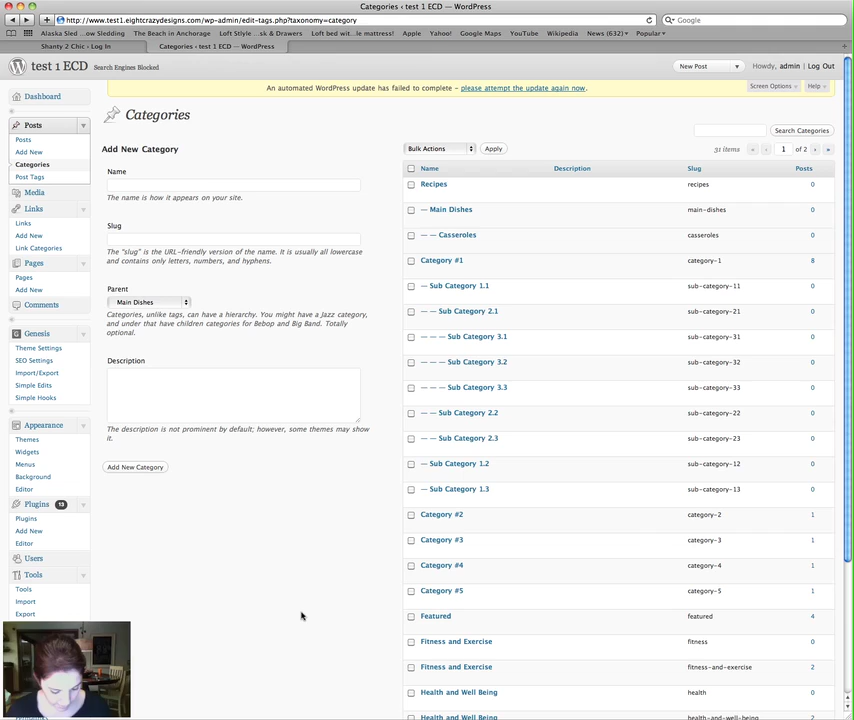 Categories ‹ test 1 ECD — WordPress
http://www.test1.eightcrazydesigns.com/wp-admin/edit-tags.php?taxonomy=category
Google
Alaska Sled ...ow Sledding
The Beach in Anchorage
Loft Style ...sk & Drawers
Loft bed wit...le mattress!
Apple
Yahoo!
Google Maps
YouTube
Wikipedia
News (632)
Popular
Shanty 2 Chic › Log In
Categories ‹ test 1 ECD — WordPress
test 1 ECD
Search Engines Blocked
New Post
Howdy, admin | Log Out
An automated WordPress update has failed to complete - please attempt the update again now.
Screen Options
Help
Dashboard
Posts
Posts
Add New
Categories
Post Tags
Media
Links
Links
Add New
Link Categories
Pages
Pages
Add New
Comments
Genesis
Theme Settings
SEO Settings
Import/Export
Simple Edits
Simple Hooks
Appearance
Themes
Widgets
Menus
Background
Editor
Plugins 13
Plugins
Add New
Editor
Users
Tools
Tools
Import
Export
Categories
Search Categories
Add New Category
Name
The name is how it appears on your site.
Slug
The "slug" is the URL-friendly version of the name. It is usually all lowercase
and contains only letters, numbers, and hyphens.
Parent
Main Dishes
Categories, unlike tags, can have a hierarchy. You might have a Jazz category,
and under that have children categories for Bebop and Big Band. Totally
optional.
Description
The description is not prominent by default; however, some themes may show
it.
Add New Category
Bulk Actions
Apply
31 items « ‹ 1 of 2 › »
Name Description Slug Posts
Recipes recipes 0
— Main Dishes main-dishes 0
— — Casseroles casseroles 0
Category #1 category-1 8
— Sub Category 1.1 sub-category-11 0
— — Sub Category 2.1 sub-category-21 0
— — — Sub Category 3.1 sub-category-31 0
— — — Sub Category 3.2 sub-category-32 0
— — — Sub Category 3.3 sub-category-33 0
— — Sub Category 2.2 sub-category-22 0
— — Sub Category 2.3 sub-category-23 0
— Sub Category 1.2 sub-category-12 0
— Sub Category 1.3 sub-category-13 0
Category #2 category-2 1
Category #3 category-3 1
Category #4 category-4 1
Category #5 category-5 1
Featured featured 4
Fitness and Exercise fitness 0
Fitness and Exercise fitness-and-exercise 2
Health and Well Being health 0
Health and Well Being health-and-well-being 2